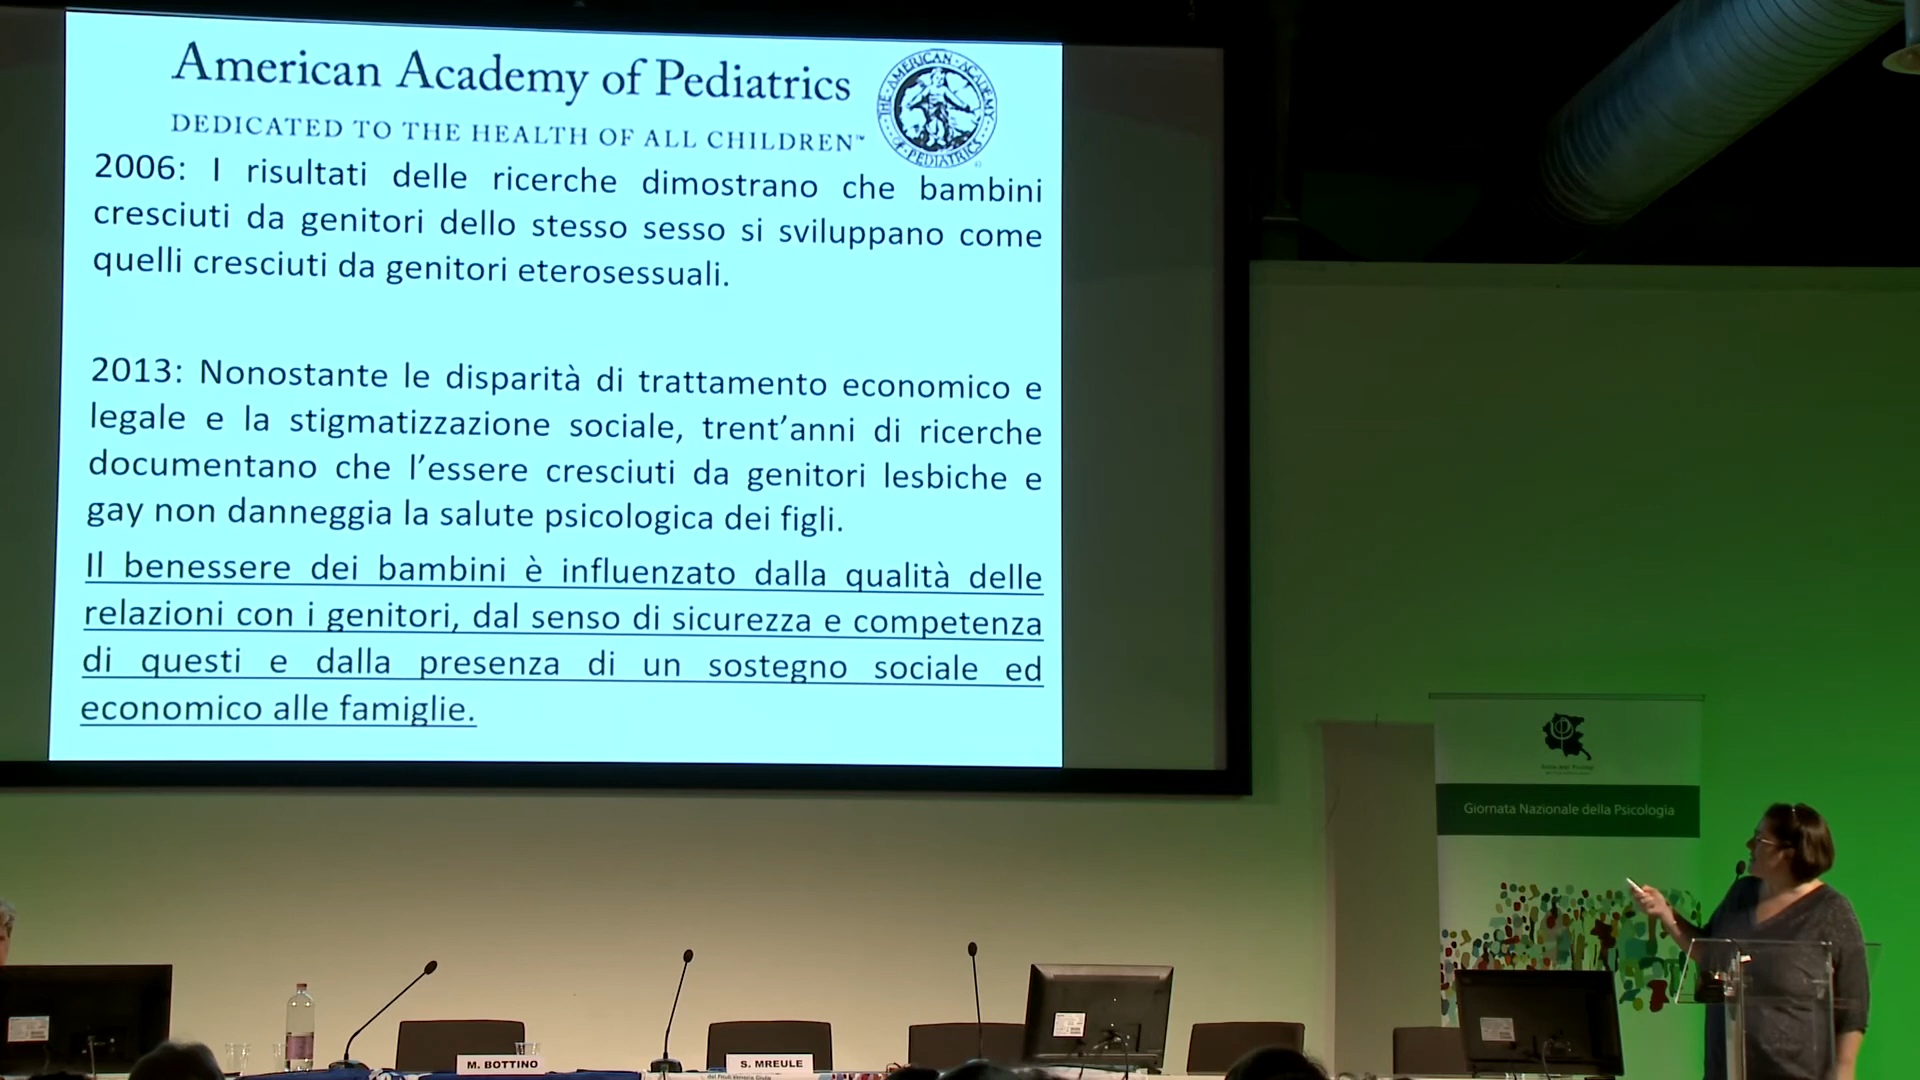 American Academy of Pediatrics
DEDICATED TO THE HEALTH OF ALL CHILDREN™
THE AMERICAN ACADEMY OF PEDIATRICS
2006: I risultati delle ricerche dimostrano che bambini
cresciuti da genitori dello stesso sesso si sviluppano come
quelli cresciuti da genitori eterosessuali.
2013: Nonostante le disparità di trattamento economico e
legale e la stigmatizzazione sociale, trent’anni di ricerche
documentano che l’essere cresciuti da genitori lesbiche e
gay non danneggia la salute psicologica dei figli.
Il benessere dei bambini è influenzato dalla qualità delle
relazioni con i genitori, dal senso di sicurezza e competenza
di questi e dalla presenza di un sostegno sociale ed
economico alle famiglie.
Giornata Nazionale della Psicologia
M. BOTTINO
S. MREULE